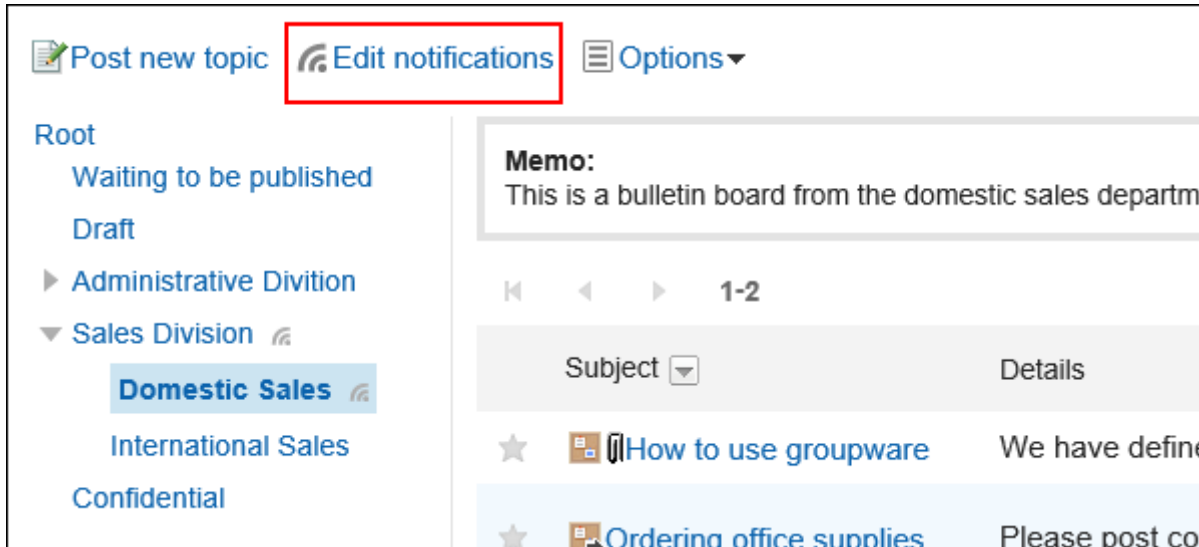 Post new topic Edit notifications Options
Root
Waiting to be published
Draft
Administrative Divition
Sales Division
Domestic Sales
International Sales
Confidential
Memo:
This is a bulletin board from the domestic sales departm
1-2
Subject Details
How to use groupware We have define
Ordering office supplies Please post co